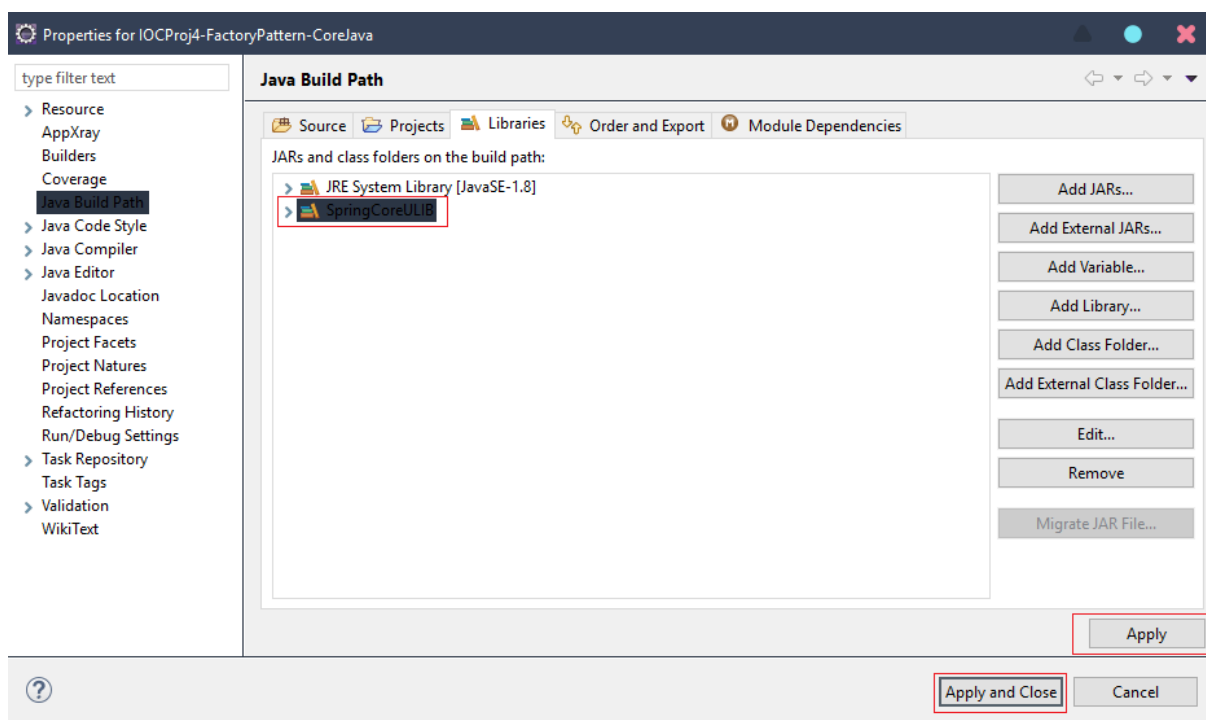 Properties for IOCProj4-FactoryPattern-CoreJava
type filter text
Resource
AppXray
Builders
Coverage
Java Build Path
Java Code Style
Java Compiler
Java Editor
Javadoc Location
Namespaces
Project Facets
Project Natures
Project References
Refactoring History
Run/Debug Settings
Task Repository
Task Tags
Validation
WikiText
Java Build Path
Source Projects Libraries Order and Export Module Dependencies
JARs and class folders on the build path:
JRE System Library [JavaSE-1.8]
SpringCoreULIB
Add JARs...
Add External JARs...
Add Variable...
Add Library...
Add Class Folder...
Add External Class Folder...
Edit...
Remove
Migrate JAR File...
Apply
?
Apply and Close Cancel